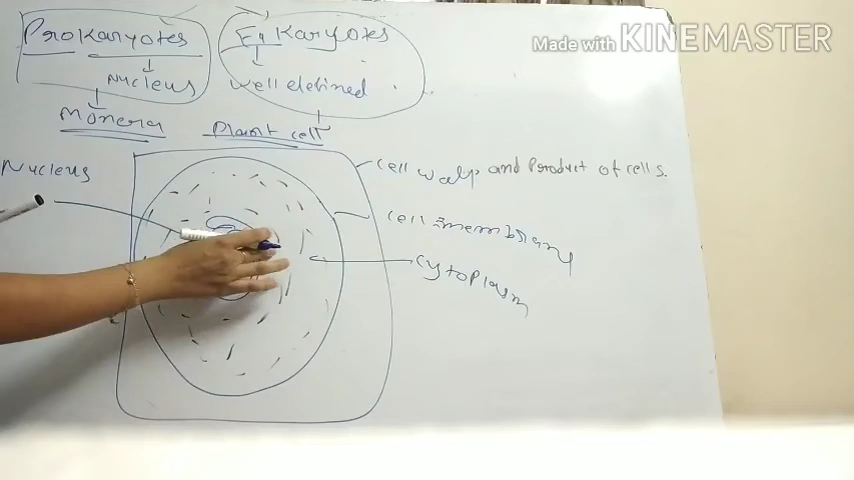 Made with KINEMASTER
Prokaryotes
Nucleus
Monera
Eukaryotes
well defined
Plant cell
Nucleus
Cell wall and Product of cells.
Cell membrane
Cytoplasm